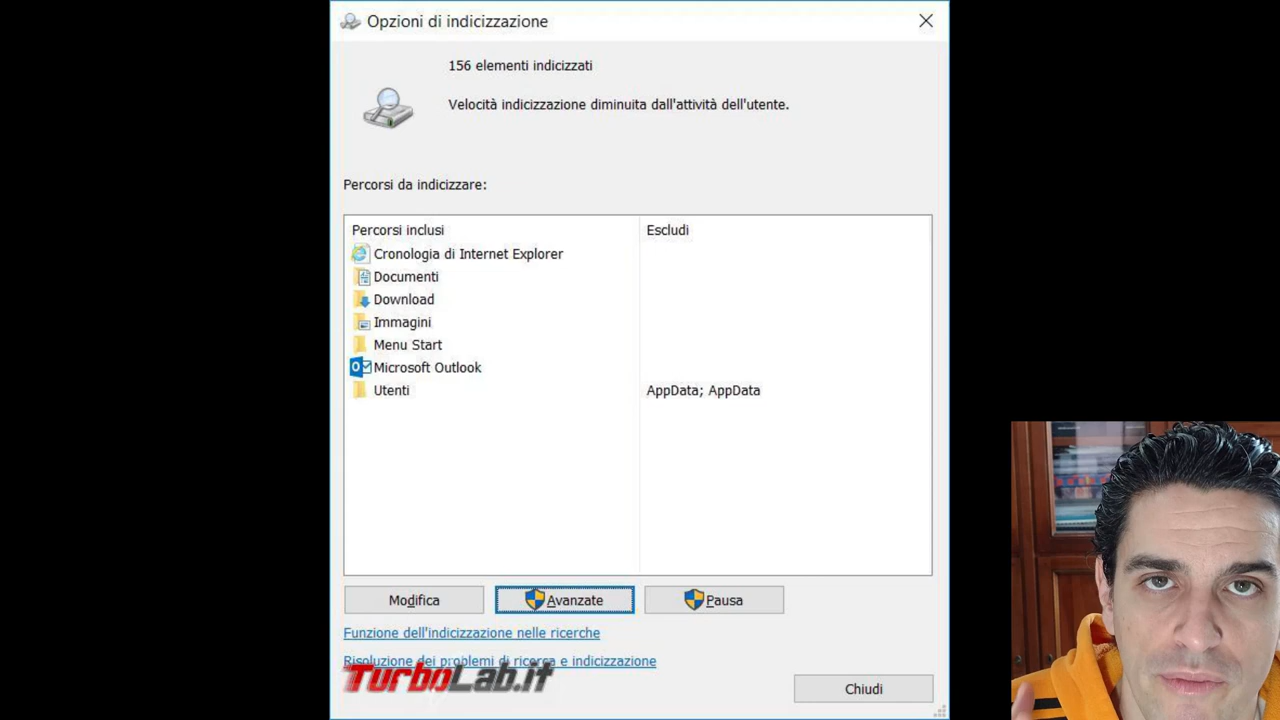 Opzioni di indicizzazione
156 elementi indicizzati
Velocità indicizzazione diminuita dall'attività dell'utente.
Percorsi da indicizzare:
Percorsi inclusi Escludi
Cronologia di Internet Explorer
Documenti
Download
Immagini
Menu Start
Microsoft Outlook
Utenti AppData; AppData
Modifica Avanzate Pausa
Funzione dell'indicizzazione nelle ricerche
Risoluzione dei problemi di ricerca e indicizzazione
TurboLab.it
Chiudi